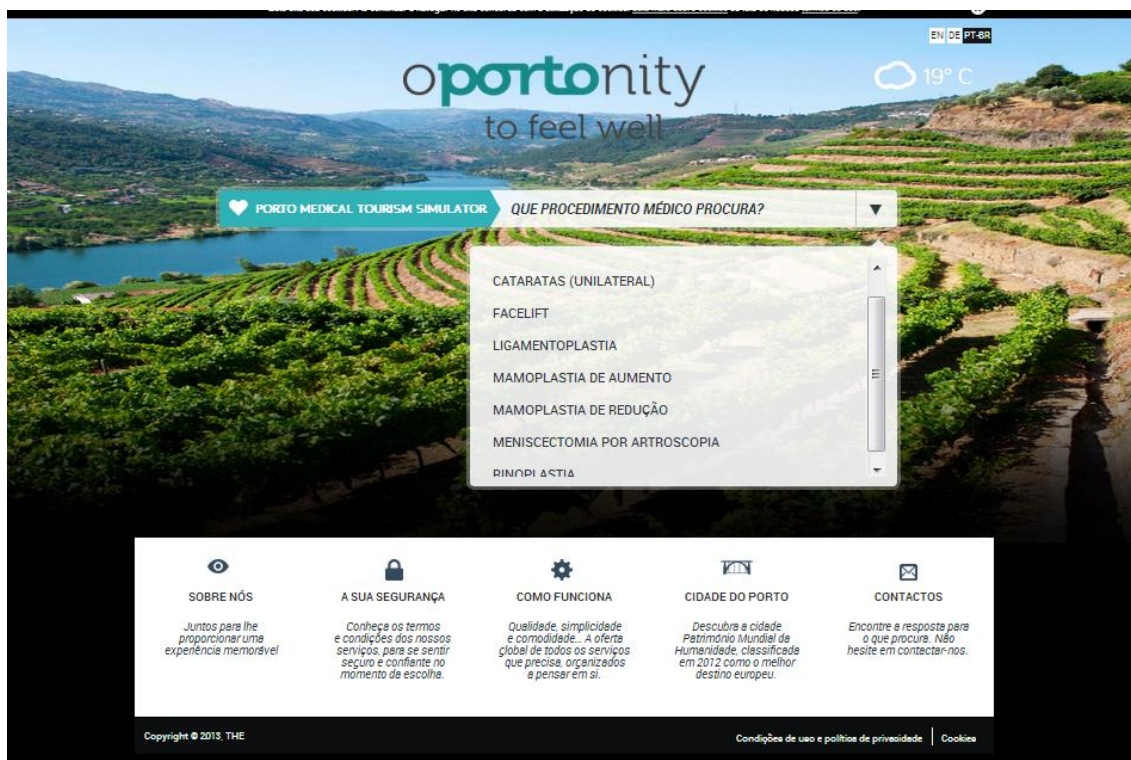 EN DE PT-BR
oportonity
to feel well
19° C
PORTO MEDICAL TOURISM SIMULATOR
QUE PROCEDIMENTO MÉDICO PROCURA?
CATARATAS (UNILATERAL)
FACELIFT
LIGAMENTOPLASTIA
MAMOPLASTIA DE AUMENTO
MAMOPLASTIA DE REDUÇÃO
MENISCECTOMIA POR ARTROSCOPIA
RINOPLASTIA
SOBRE NÓS
Juntos para lhe
proporcionar uma
experiência memorável
A SUA SEGURANÇA
Conheça os termos
e condições dos nossos
serviços, para se sentir
seguro e confiante no
momento da escolha.
COMO FUNCIONA
Qualidade, simplicidade
e comodidade... A oferta
global de todos os serviços
que precisa, organizados
a pensar em si.
CIDADE DO PORTO
Descubra a cidade
Património Mundial da
Humanidade, classificada
em 2012 como o melhor
destino europeu.
CONTACTOS
Encontre a resposta para
o que procura. Não
hesite em contactar-nos.
Copyright © 2013, THE
Condições de uso e política de privacidade
Cookies